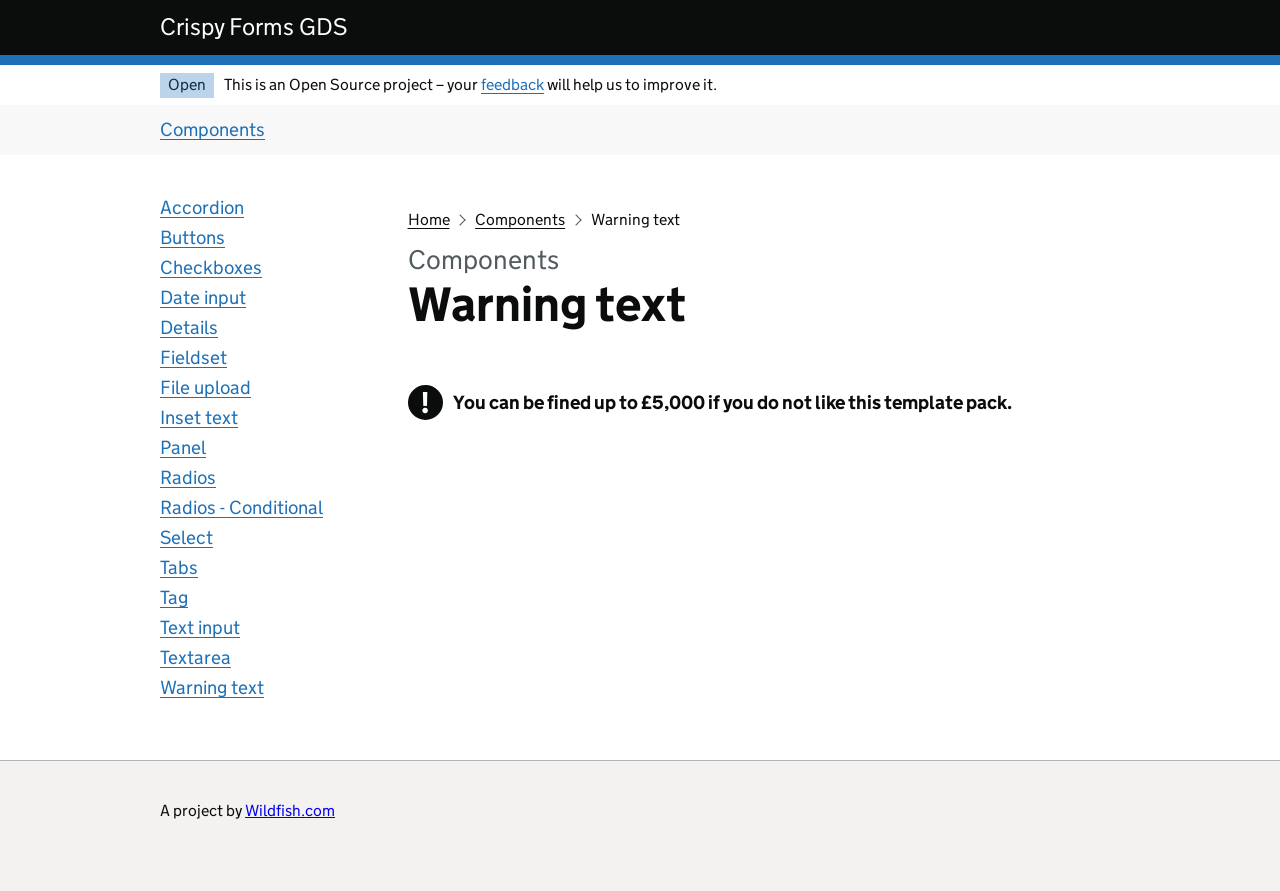 Crispy Forms GDS
Open This is an Open Source project – your feedback will help us to improve it.
Components
Accordion
Buttons
Checkboxes
Date input
Details
Fieldset
File upload
Inset text
Panel
Radios
Radios - Conditional
Select
Tabs
Tag
Text input
Textarea
Warning text
Home Components Warning text
Components
Warning text
! You can be fined up to £5,000 if you do not like this template pack.
A project by Wildfish.com